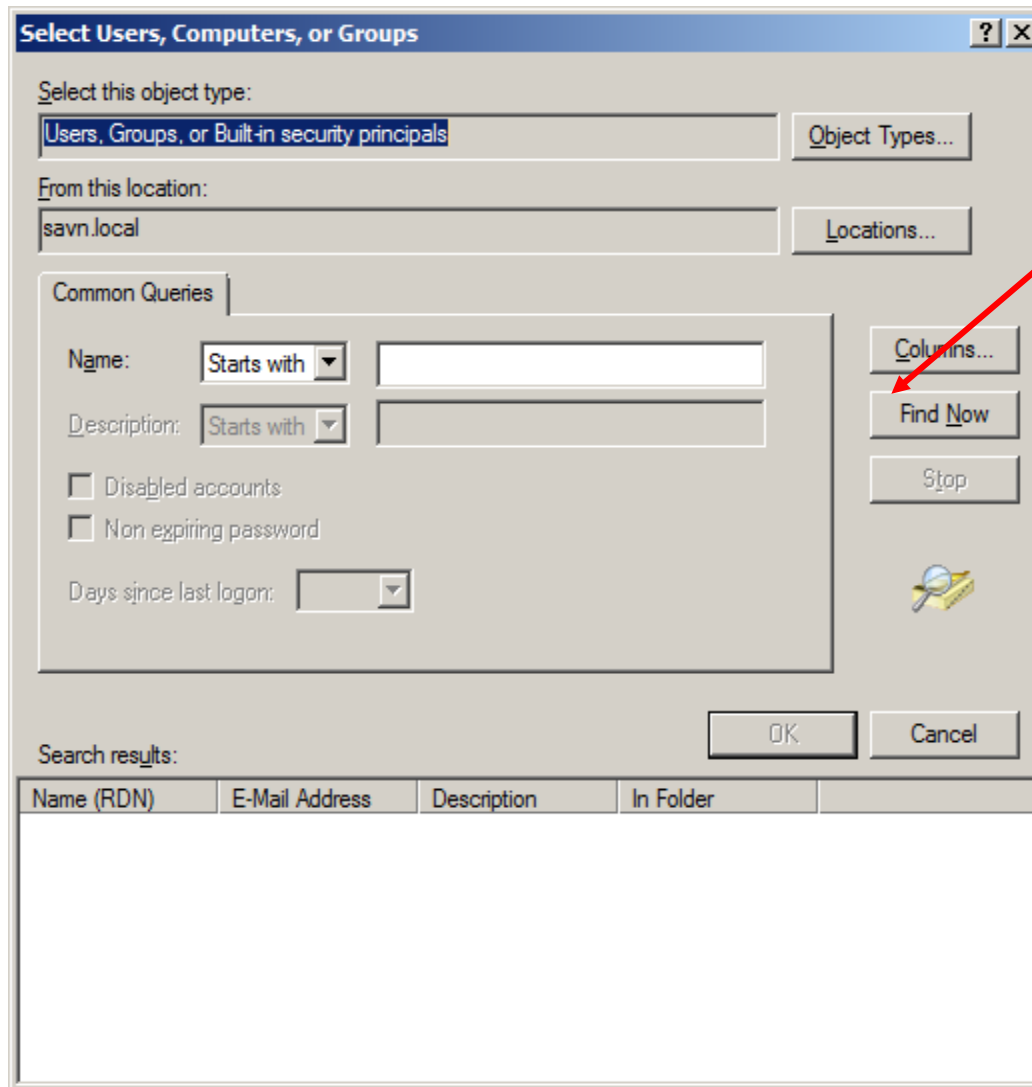 Select Users, Computers, or Groups
Select this object type:
Users, Groups, or Built-in security principals
Object Types...
From this location:
savn.local
Locations...
Common Queries
Name:
Starts with
Columns...
Description:
Starts with
Find Now
Disabled accounts
Stop
Non expiring password
Days since last logon:
OK
Cancel
Search results:
Name (RDN) E-Mail Address Description In Folder